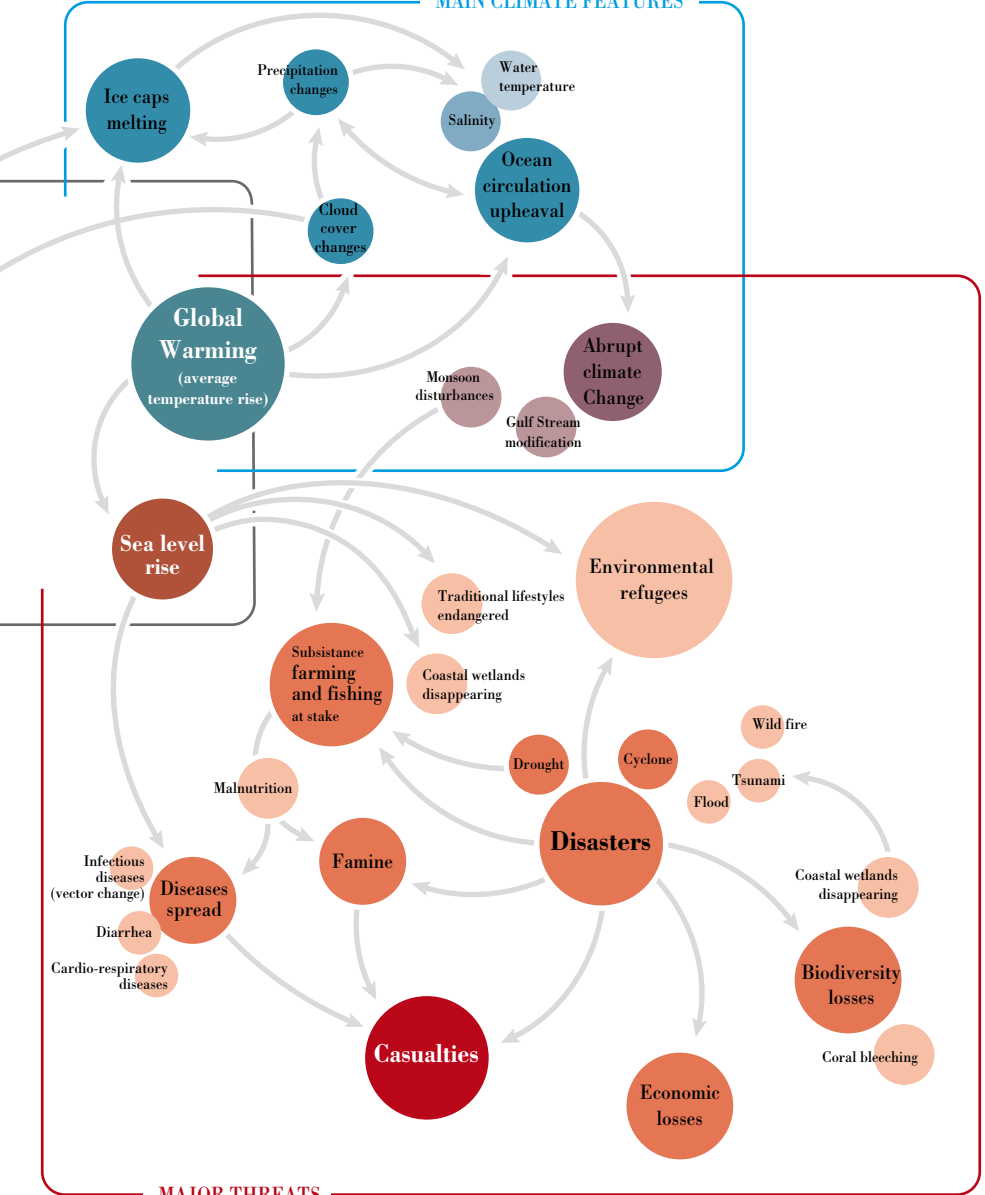 MAIN CLIMATE FEATURES
Ice caps
melting
Precipitation
changes
Water
temperature
Salinity
Ocean
circulation
upheaval
Cloud
cover
changes
Global
Warming
(average
temperature rise)
Abrupt
climate
Change
Monsoon
disturbances
Gulf Stream
modification
Sea level
rise
Environmental
refugees
Traditional lifestyles
endangered
Subsistance
farming
and fishing
at stake
Coastal wetlands
disappearing
Wild fire
Drought
Cyclone
Tsunami
Flood
Malnutrition
Disasters
Famine
Infectious
diseases
(vector change)
Diseases
spread
Diarrhea
Cardio-respiratory
diseases
Coastal wetlands
disappearing
Biodiversity
losses
Coral bleeching
Casualties
Economic
losses
MAJOR THREATS